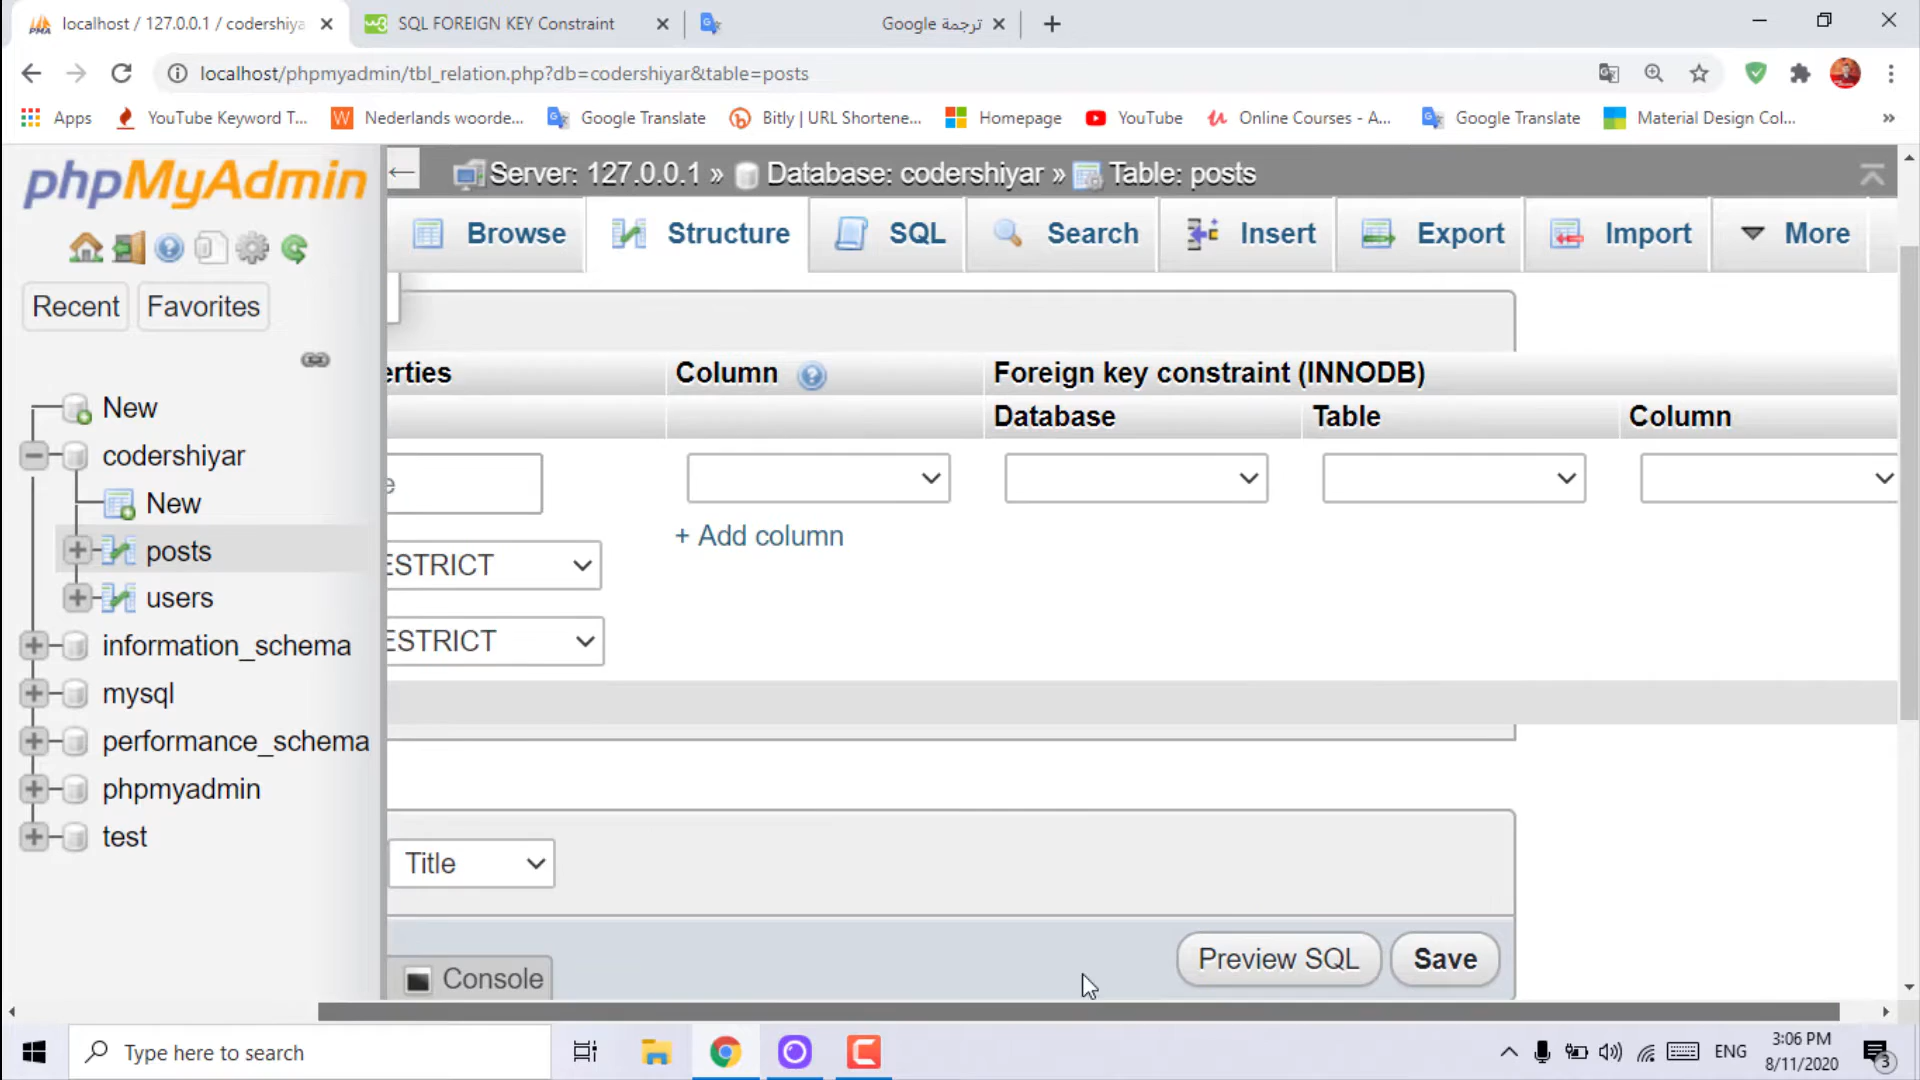 localhost / 127.0.0.1 / codershiya
SQL FOREIGN KEY Constraint
ترجمة Google
localhost/phpmyadmin/tbl_relation.php?db=codershiyar&table=posts
Apps
YouTube Keyword T...
Nederlands woorde...
Google Translate
Bitly | URL Shortene...
Homepage
YouTube
Online Courses - A...
Google Translate
Material Design Col...
»
phpMyAdmin
Server: 127.0.0.1 » Database: codershiyar » Table: posts
Browse
Structure
SQL
Search
Insert
Export
Import
More
Recent
Favorites
erties
Column
Foreign key constraint (INNODB)
Database
Table
Column
New
codershiyar
New
posts
users
information_schema
mysql
performance_schema
phpmyadmin
test
e
+ Add column
ESTRICT
ESTRICT
Title
Preview SQL
Save
Console
Type here to search
ENG
3:06 PM
8/11/2020
3